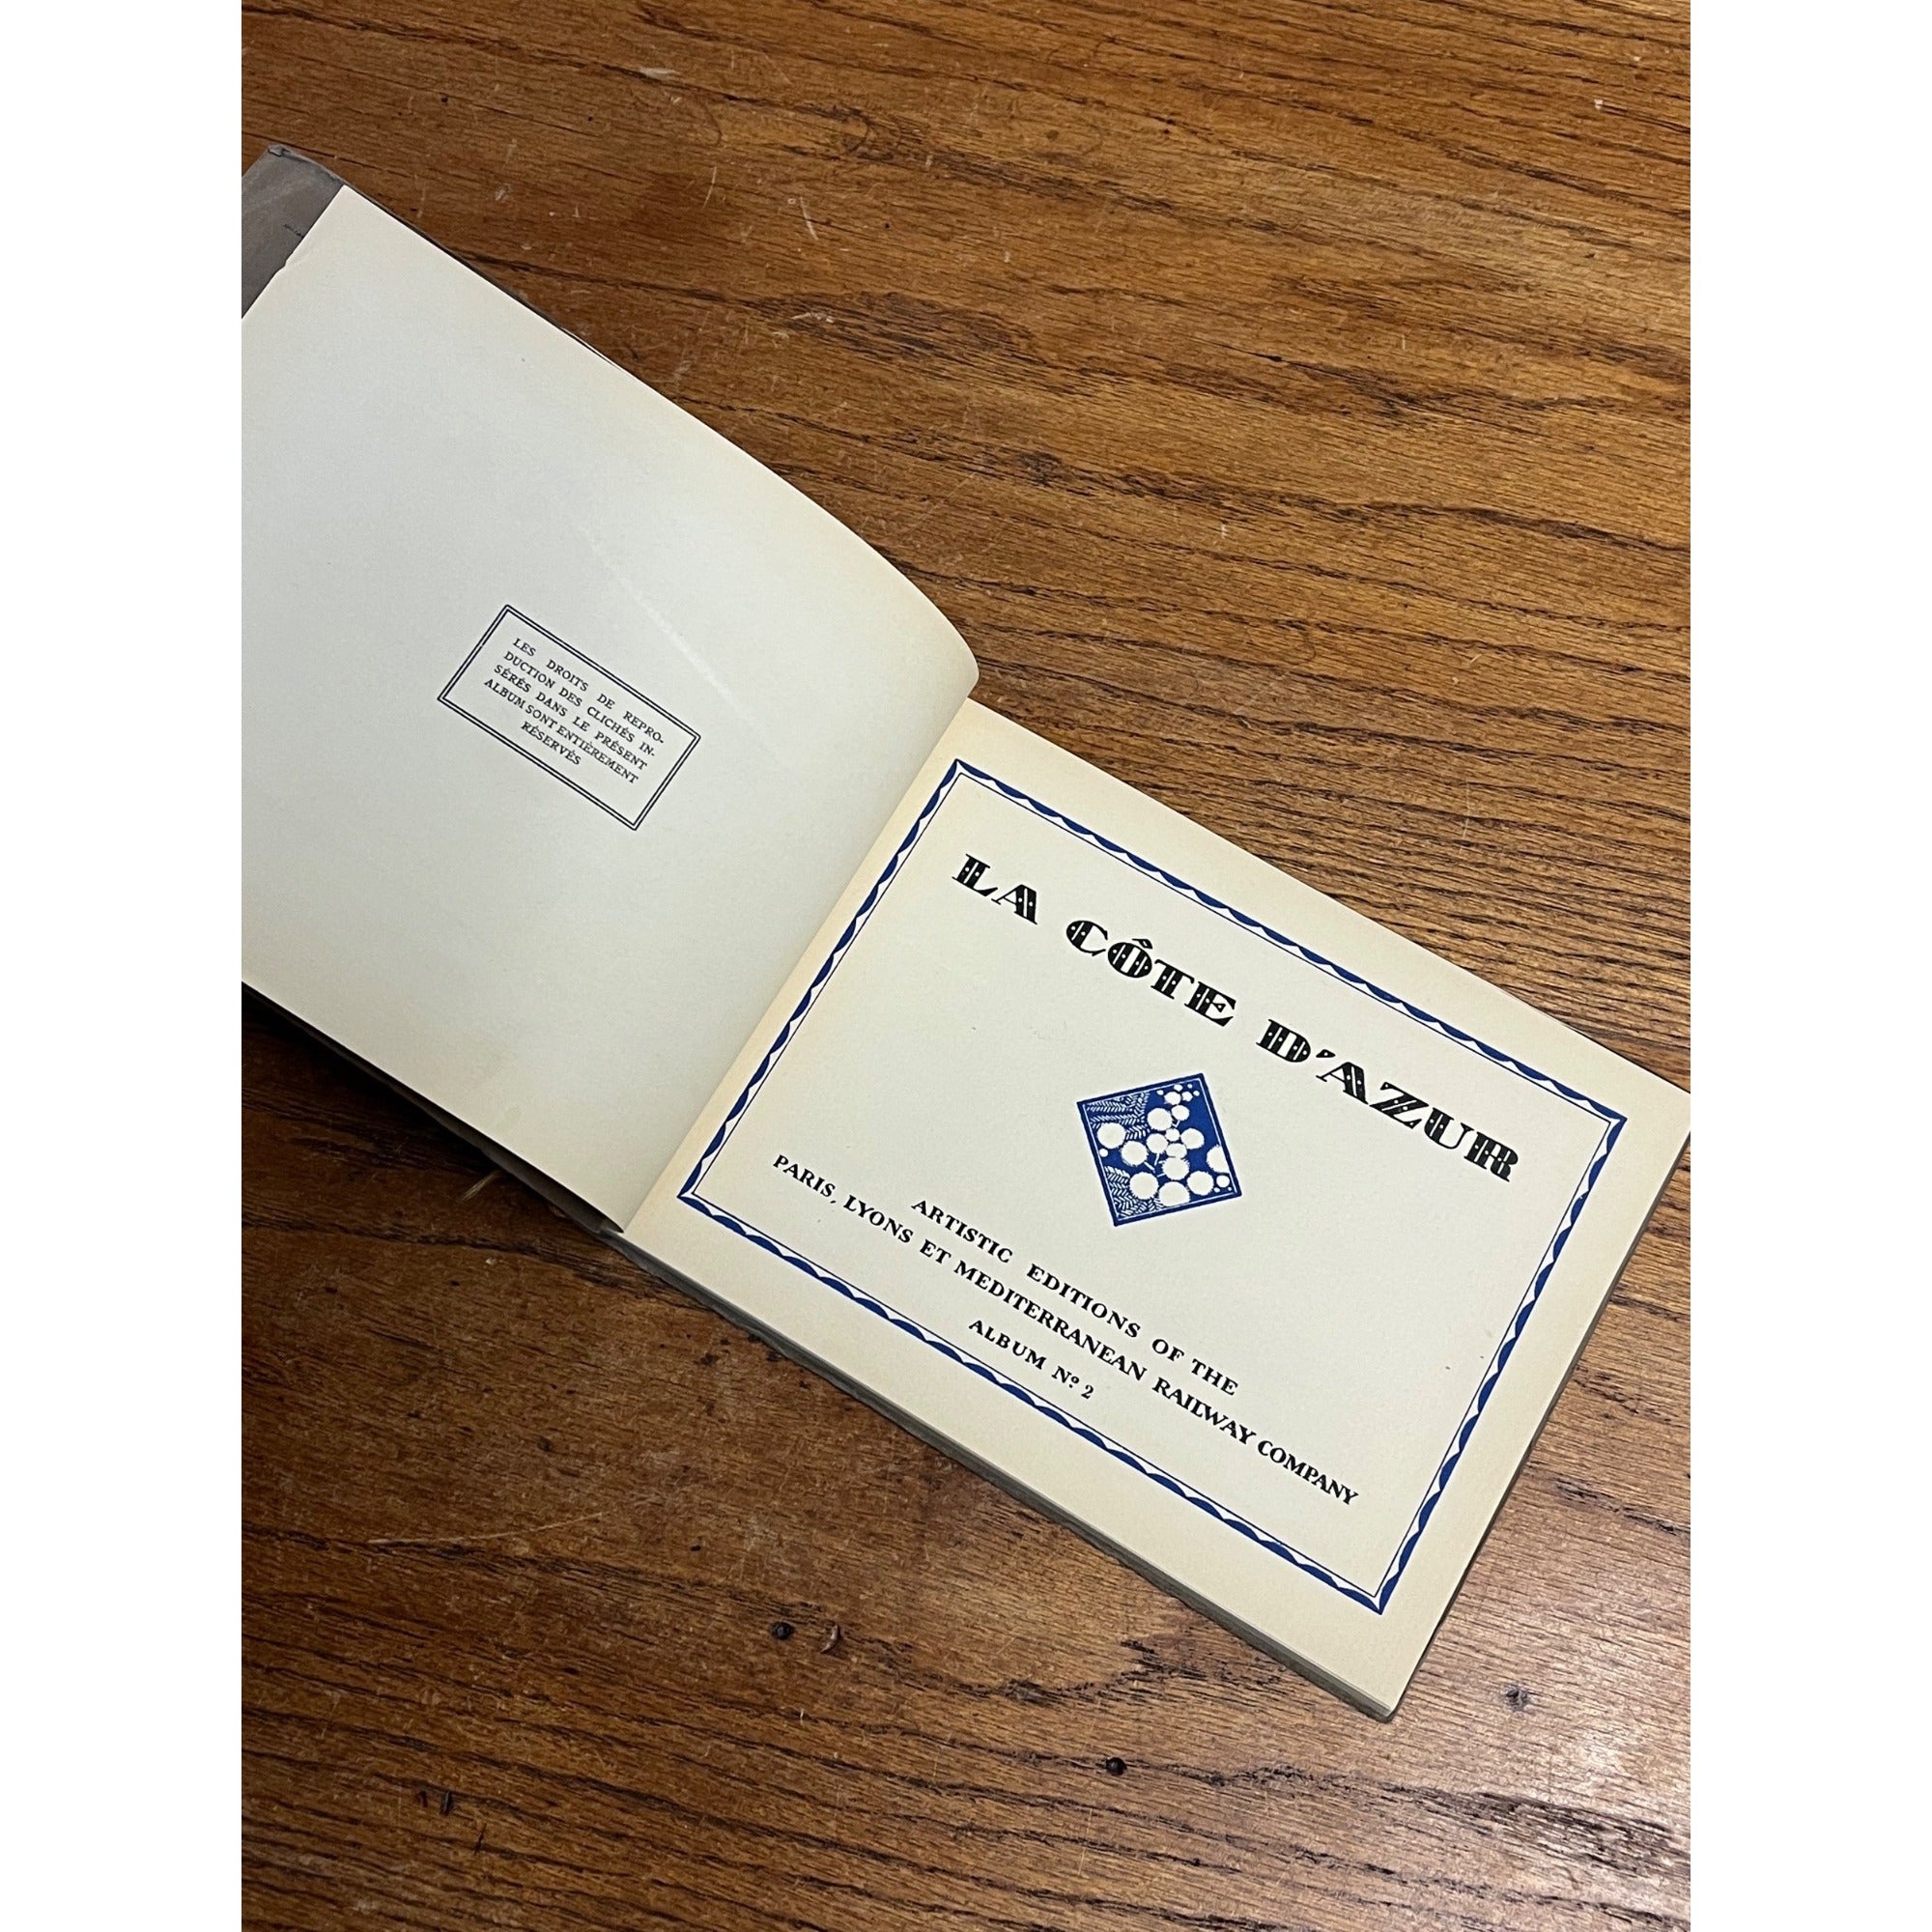 LES DROITS DE REPRO-
DUCTION DES CLICHÉS IN-
SÉRÉS DANS LE PRÉSENT
ALBUM SONT ENTIÈREMENT
RÉSERVÉS
LA CÔTE D'AZUR
ARTISTIC EDITIONS OF THE
PARIS, LYONS ET MEDITERRANEAN RAILWAY COMPANY
ALBUM Nº 2